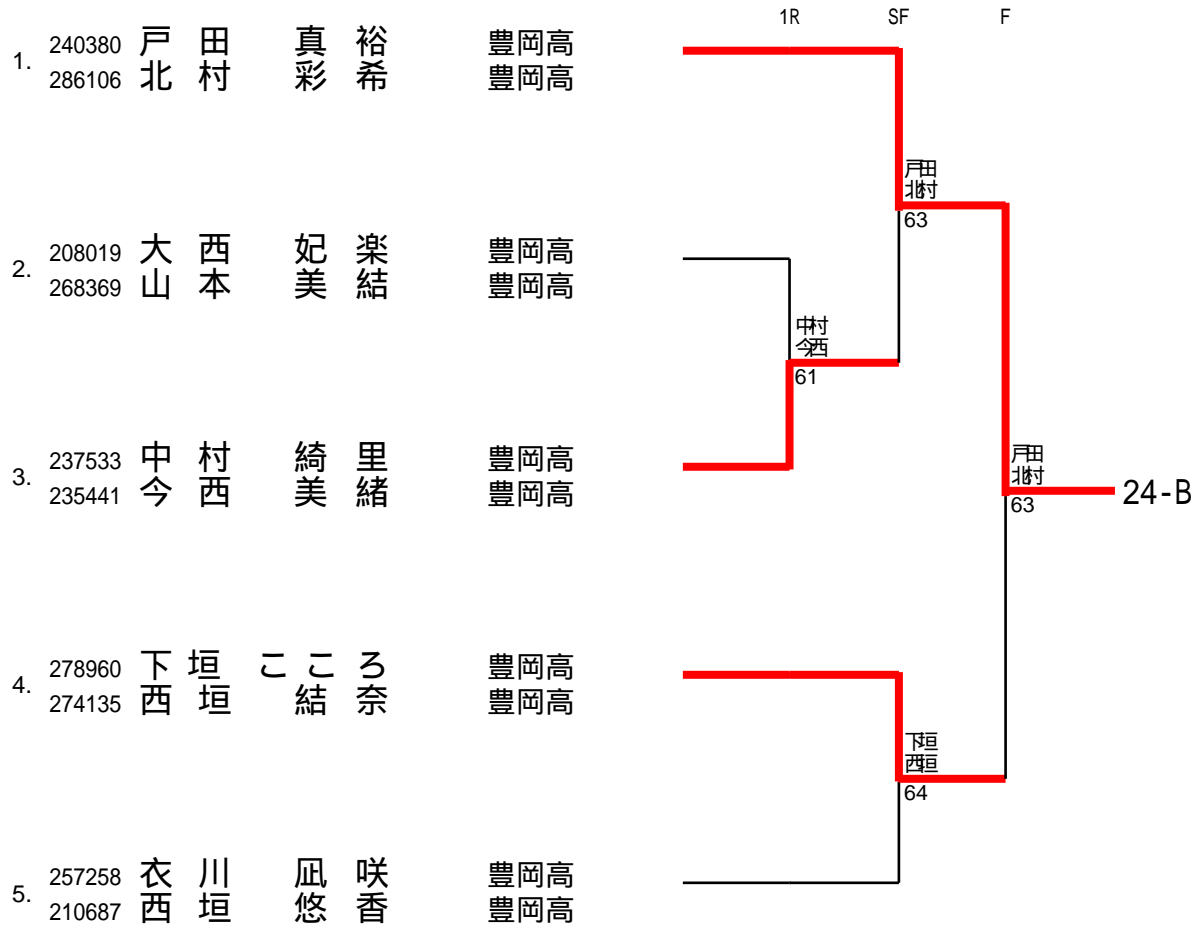 1R SF F
1. 240380 戸田 真裕 豊岡高
286106 北村 彩希 豊岡高
2. 208019 大西 妃楽 豊岡高
268369 山本 美結 豊岡高
3. 237533 中村 綺里 豊岡高
235441 今西 美緒 豊岡高
4. 278960 下垣 こころ 豊岡高
274135 西垣 結奈 豊岡高
5. 257258 衣川 凪咲 豊岡高
210687 西垣 悠香 豊岡高
中村
今西
61
戸田
北村
63
下垣
西垣
64
戸田
北村
63
24-B